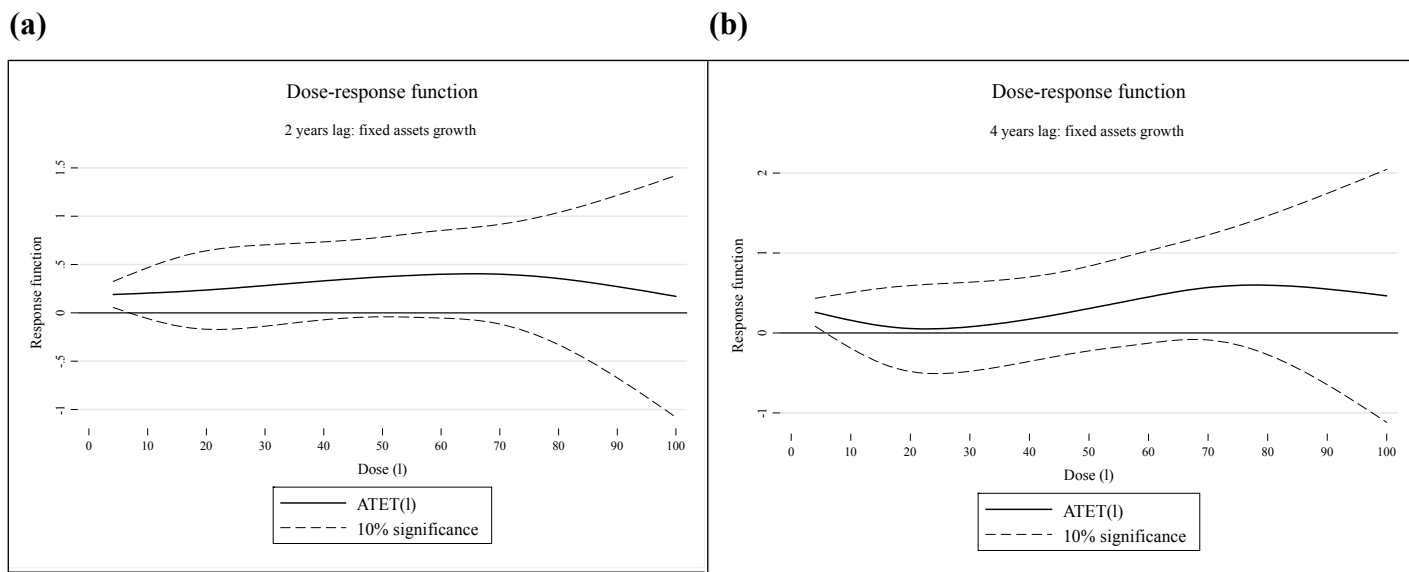 (a)
Dose-response function
2 years lag: fixed assets growth
Response function
1.5
1
.5
0
-.5
-1
0 10 20 30 40 50 60 70 80 90 100
Dose (l)
ATET(l)
10% significance
(b)
Dose-response function
4 years lag: fixed assets growth
Response function
2
1
0
-1
0 10 20 30 40 50 60 70 80 90 100
Dose (l)
ATET(l)
10% significance